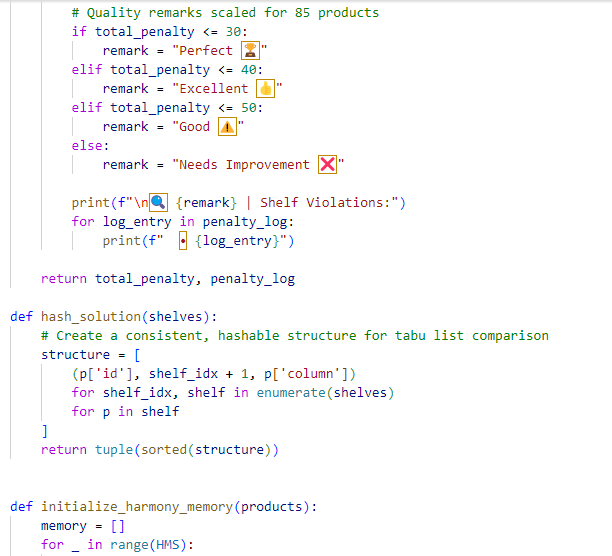 # Quality remarks scaled for 85 products
if total_penalty <= 30:
remark = "Perfect 🏆"
elif total_penalty <= 40:
remark = "Excellent 👍"
elif total_penalty <= 50:
remark = "Good ⚠️"
else:
remark = "Needs Improvement ❌"
print(f"\n🔍 {remark} | Shelf Violations:")
for log_entry in penalty_log:
print(f"  • {log_entry}")
return total_penalty, penalty_log
def hash_solution(shelves):
# Create a consistent, hashable structure for tabu list comparison
structure = [
(p['id'], shelf_idx + 1, p['column'])
for shelf_idx, shelf in enumerate(shelves)
for p in shelf
]
return tuple(sorted(structure))
def initialize_harmony_memory(products):
memory = []
for _ in range(HMS):